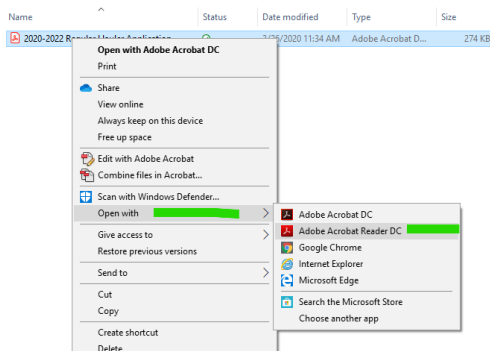 Name Status Date modified Type Size
2020-2022 Regular Hauler Application 2/26/2020 11:34 AM Adobe Acrobat D... 274 KB
Open with Adobe Acrobat DC
Print
Share
View online
Always keep on this device
Free up space
Edit with Adobe Acrobat
Combine files in Acrobat...
Scan with Windows Defender...
Open with
Adobe Acrobat DC
Adobe Acrobat Reader DC
Google Chrome
Internet Explorer
Microsoft Edge
Search the Microsoft Store
Choose another app
Give access to
Restore previous versions
Send to
Cut
Copy
Create shortcut
Delete